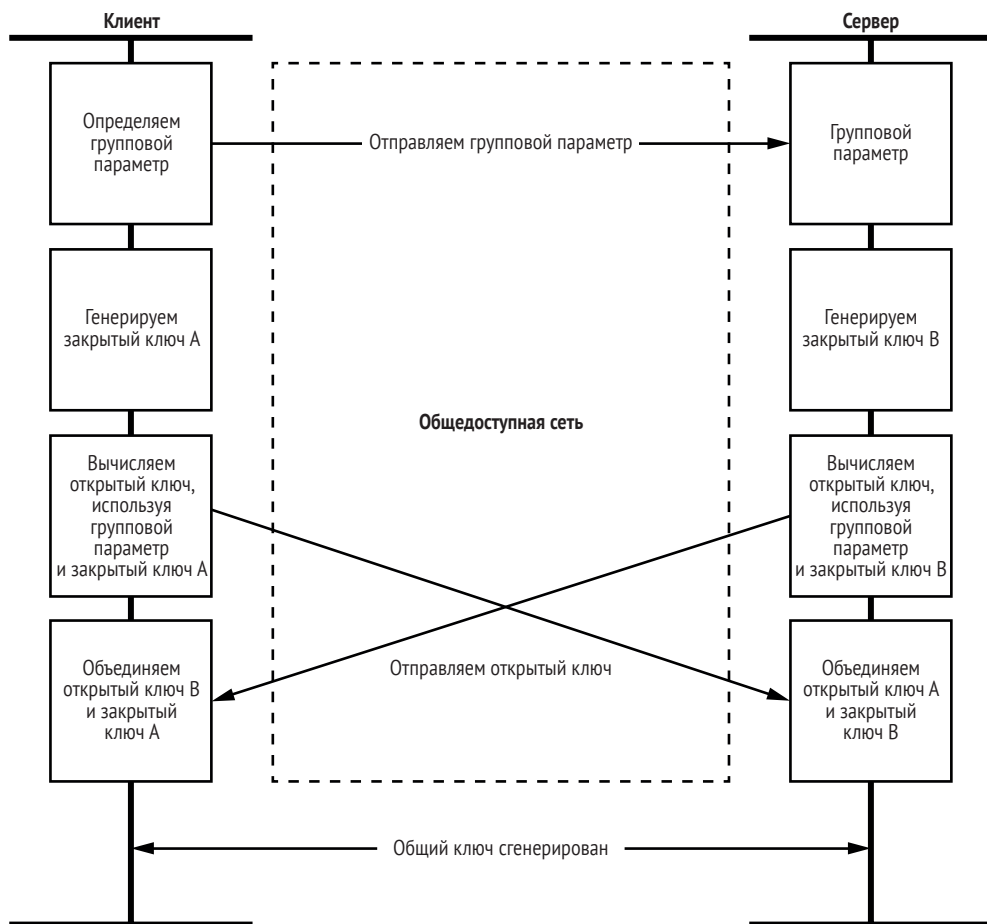 Клиент
Сервер
Определяем
групповой
параметр
Отправляем групповой параметр
Групповой
параметр
Генерируем
закрытый ключ A
Генерируем
закрытый ключ B
Общедоступная сеть
Вычисляем
открытый ключ,
используя
групповой
параметр
и закрытый ключ A
Вычисляем
открытый ключ,
используя
групповой
параметр
и закрытый ключ B
Объединяем
открытый ключ B
и закрытый
ключ A
Отправляем открытый ключ
Объединяем
открытый ключ A
и закрытый
ключ B
Общий ключ сгенерирован